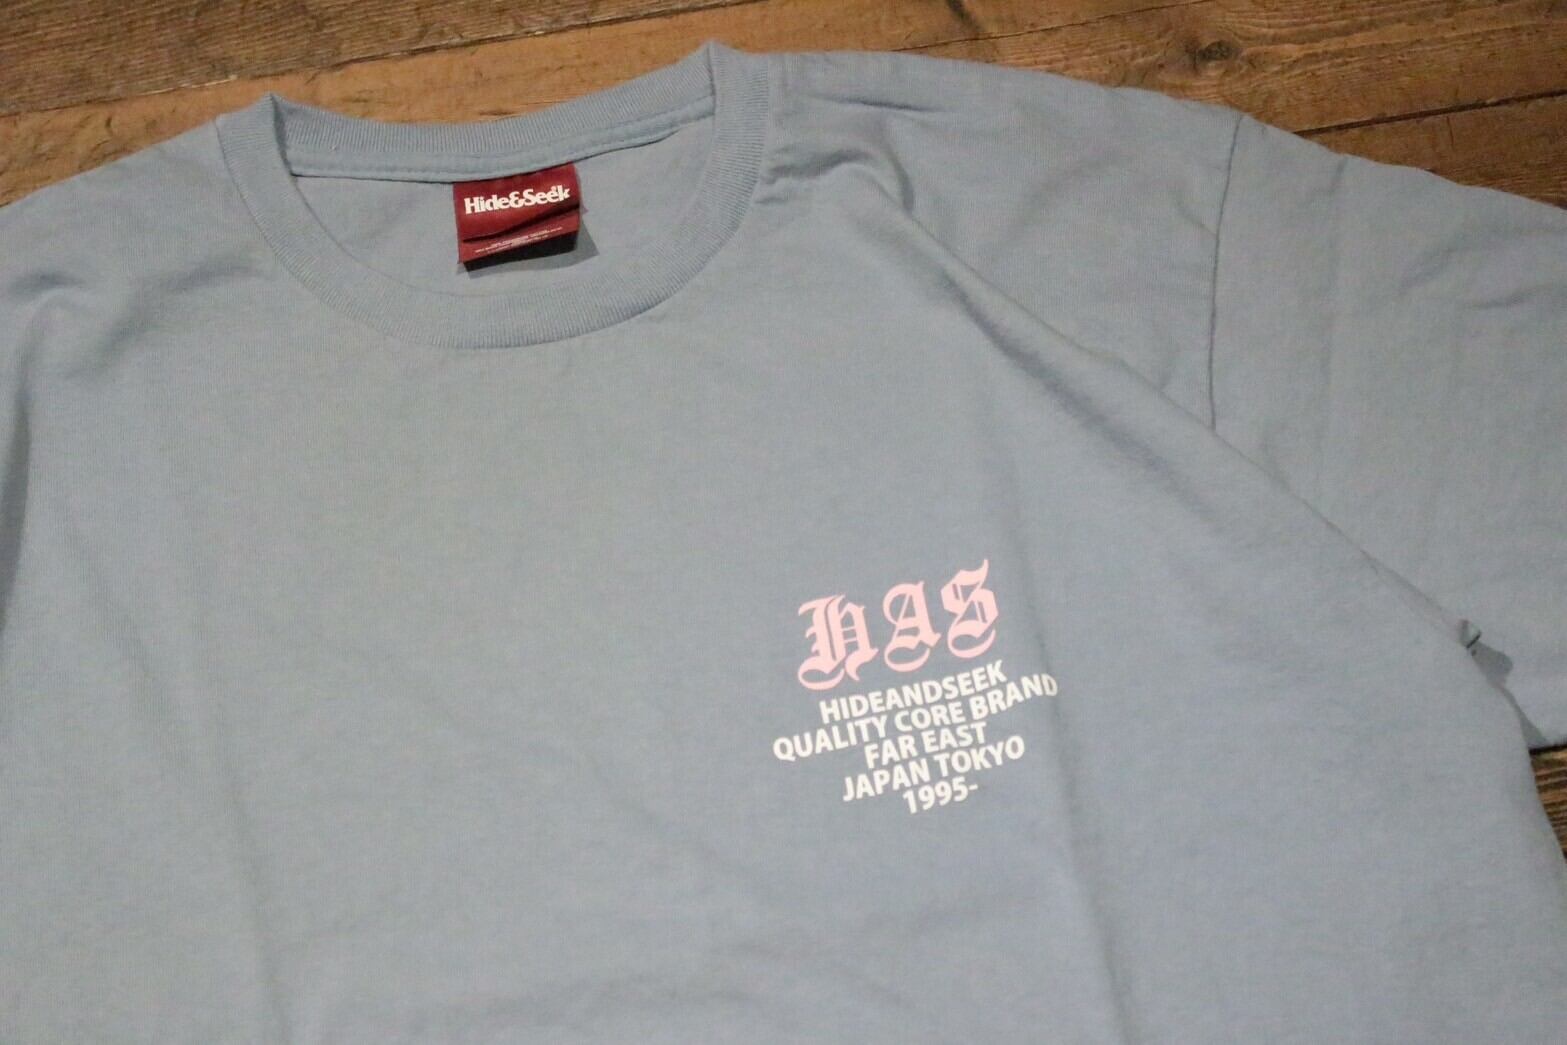 Hide&Seek
HAS
HIDEANDSEEK
QUALITY CORE BRAND
FAR EAST
JAPAN TOKYO
1995-